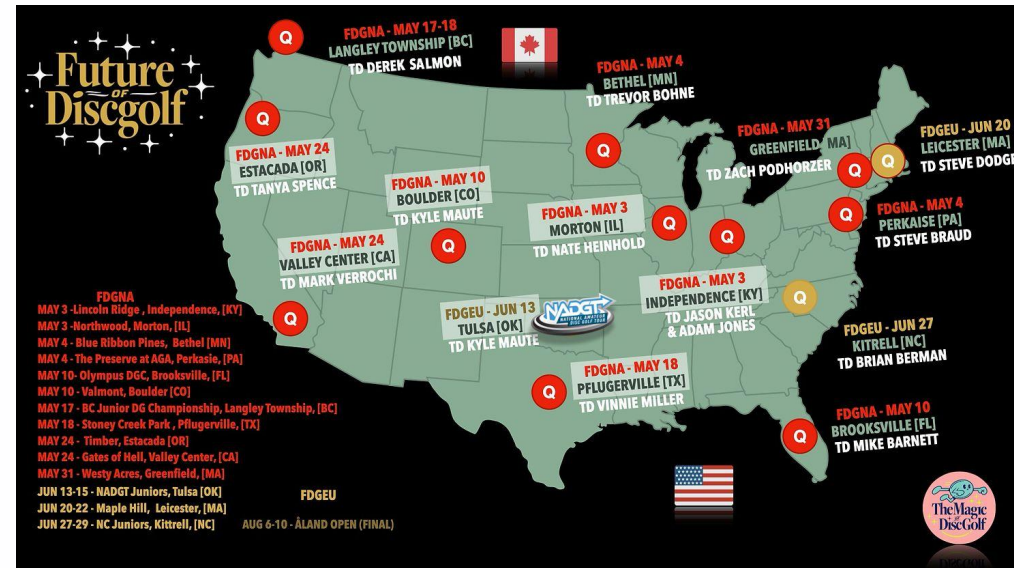 Future
OF
Discgolf
Q
FDGNA - MAY 17-18
LANGLEY TOWNSHIP [BC]
TD DEREK SALMON
FDGNA - MAY 4
BETHEL [MN]
TD TREVOR BOHNE
Q
Q
FDGNA - MAY 24
ESTACADA [OR]
TD TANYA SPENCE
FDGNA - MAY 31
GREENFIELD MA]
TD ZACH PODHORZER
Q
Q
FDGEU - JUN 20
LEICESTER [MA]
TD STEVE DODGE
FDGNA - MAY 10
BOULDER [CO]
TD KYLE MAUTE
Q
FDGNA - MAY 3
MORTON [IL]
TD NATE HEINHOLD
Q
Q
Q
FDGNA - MAY 4
PERKAISE [PA]
TD STEVE BRAUD
FDGNA - MAY 24
VALLEY CENTER [CA]
TD MARK VERROCHI
Q
FDGNA - MAY 3
INDEPENDENCE [KY]
TD JASON KERL
& ADAM JONES
Q
FDGEU - JUN 13
TULSA [OK]
TD KYLE MAUTE
NADGT
NATIONAL AMATEUR
DISC GOLF TOUR
FDGEU - JUN 27
KITRELL [NC]
TD BRIAN BERMAN
Q
FDGNA - MAY 18
PFLUGERVILLE [TX]
TD VINNIE MILLER
Q
FDGNA - MAY 10
BROOKSVILLE [FL]
TD MIKE BARNETT
FDGNA
MAY 3 -Lincoln Ridge , Independence, [KY]
MAY 3 -Northwood, Morton, [IL]
MAY 4 - Blue Ribbon Pines, Bethel [MN]
MAY 4 - The Preserve at AGA, Perkasie, [PA]
MAY 10- Olympus DGC, Brooksville, [FL]
MAY 10 - Valmont, Boulder [CO]
MAY 17 - BC Junior DG Championship, Langley Township, [BC]
MAY 18 - Stoney Creek Park , Pflugerville, [TX]
MAY 24 - Timber, Estacada [OR]
MAY 24 - Gates of Hell, Valley Center, [CA]
MAY 31 - Westy Acres, Greenfield, [MA]
JUN 13-15 - NADGT Juniors, Tulsa [OK]
FDGEU
JUN 20-22 - Maple Hill, Leicester, [MA]
JUN 27-29 - NC Juniors, Kittrell, [NC]
AUG 6-10 - ÅLAND OPEN (FINAL)
The Magic
OF
DiscGolf